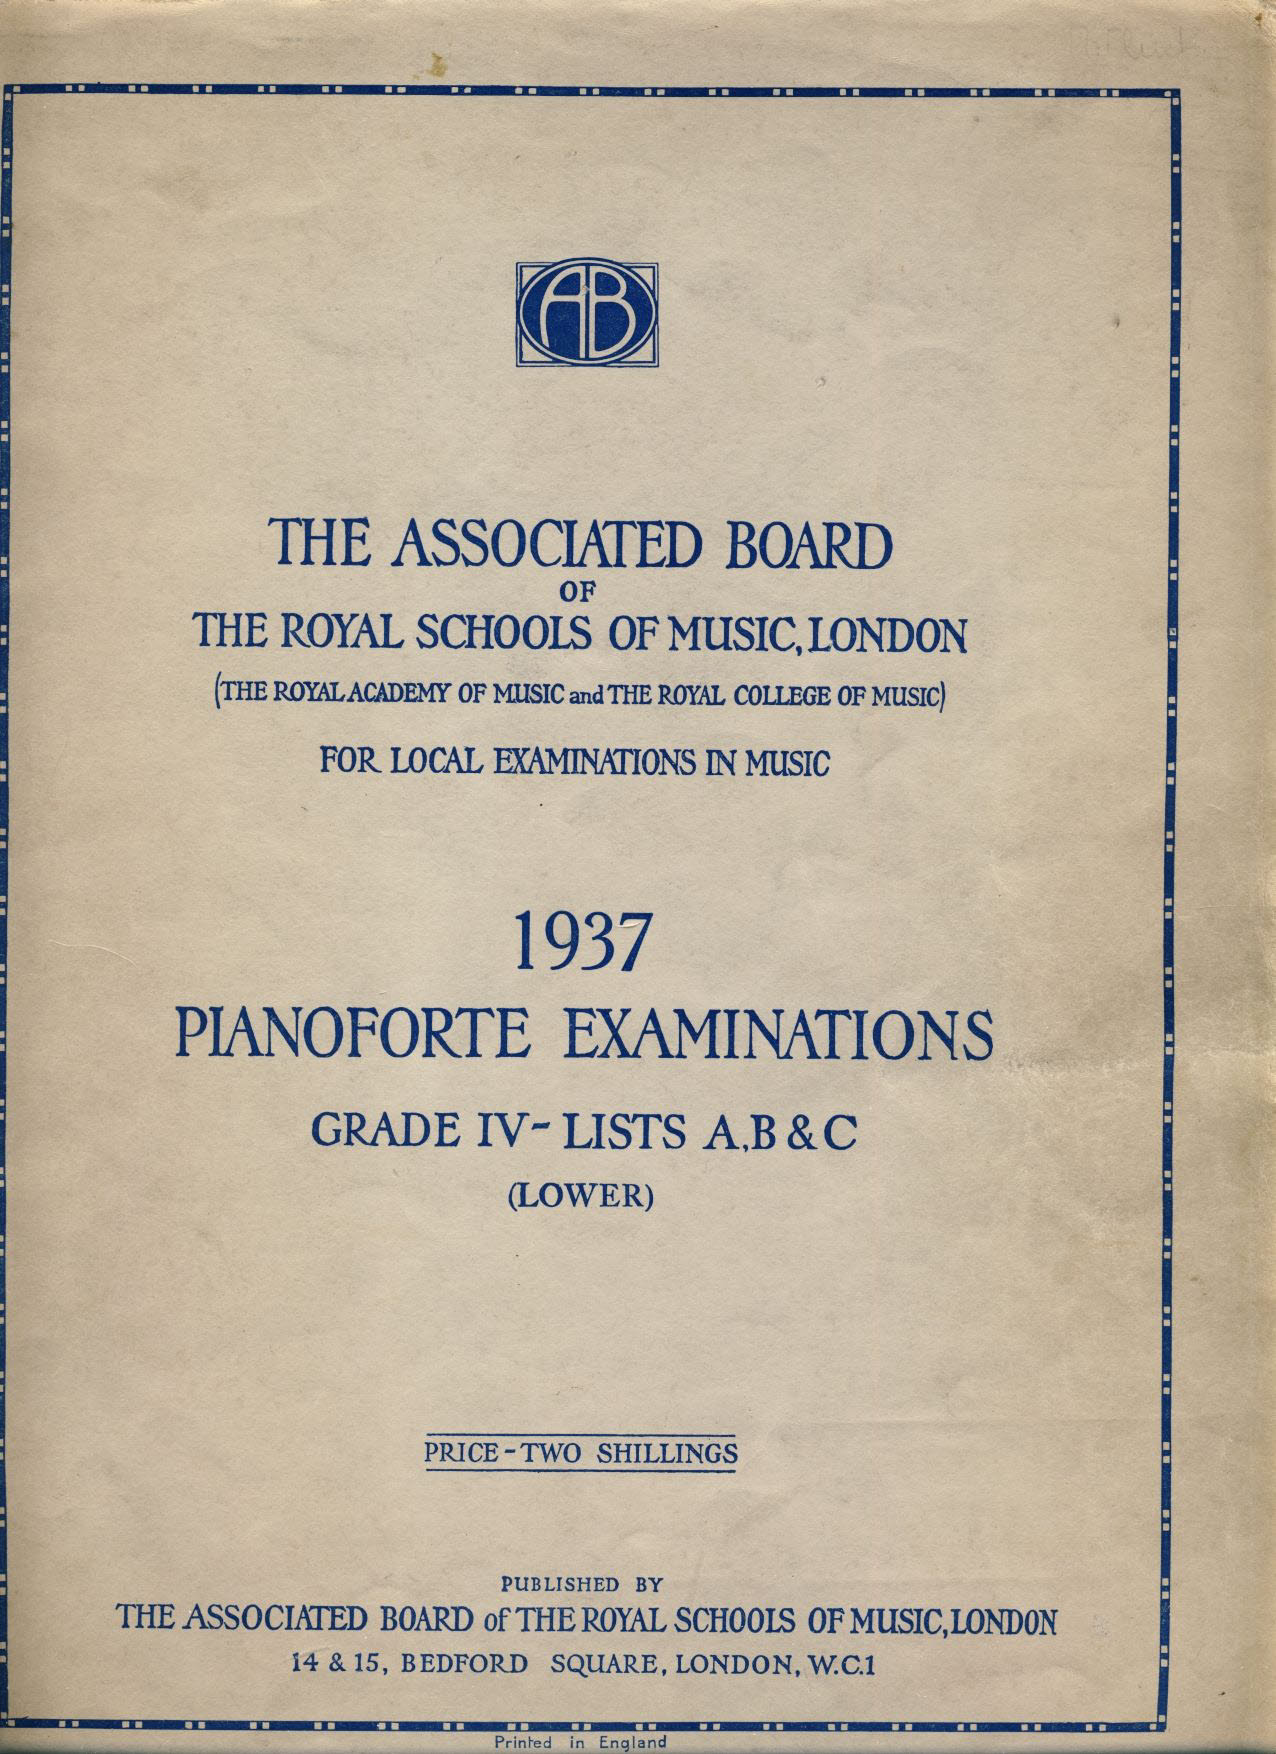 AB
THE ASSOCIATED BOARD
OF
THE ROYAL SCHOOLS OF MUSIC, LONDON
(THE ROYAL ACADEMY OF MUSIC and THE ROYAL COLLEGE OF MUSIC)
FOR LOCAL EXAMINATIONS IN MUSIC
1937
PIANOFORTE EXAMINATIONS
GRADE IV - LISTS A, B & C
(LOWER)
PRICE - TWO SHILLINGS
PUBLISHED BY
THE ASSOCIATED BOARD of THE ROYAL SCHOOLS OF MUSIC, LONDON
14 & 15, BEDFORD SQUARE, LONDON, W.C.1
Printed in England